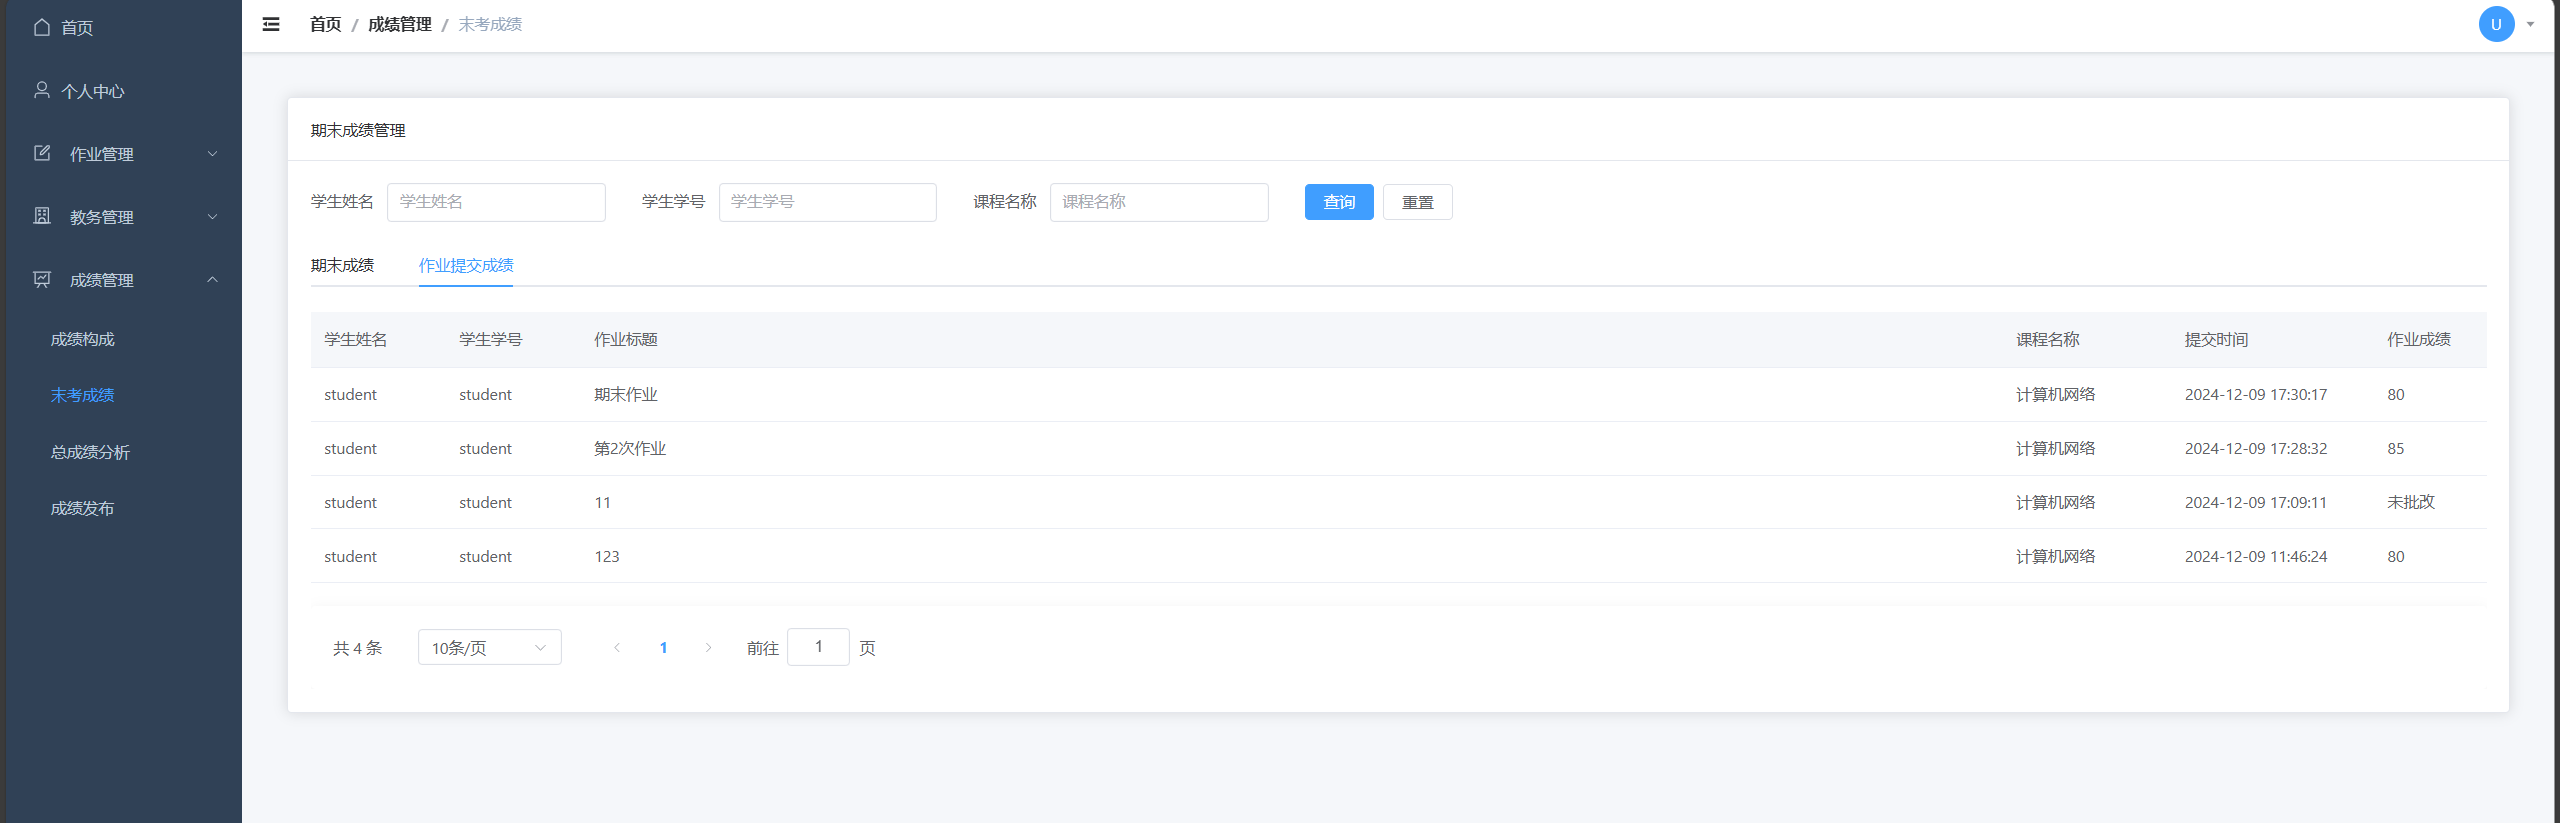 首页
个人中心
作业管理
教务管理
成绩管理
成绩构成
末考成绩
总成绩分析
成绩发布
首页 / 成绩管理 / 末考成绩
U
期末成绩管理
学生姓名 学生姓名 学生学号 学生学号 课程名称 课程名称 查询 重置
期末成绩 作业提交成绩
学生姓名 学生学号 作业标题 课程名称 提交时间 作业成绩
student student 期末作业 计算机网络 2024-12-09 17:30:17 80
student student 第2次作业 计算机网络 2024-12-09 17:28:32 85
student student 11 计算机网络 2024-12-09 17:09:11 未批改
student student 123 计算机网络 2024-12-09 11:46:24 80
共 4 条 10条/页 1 前往 1 页